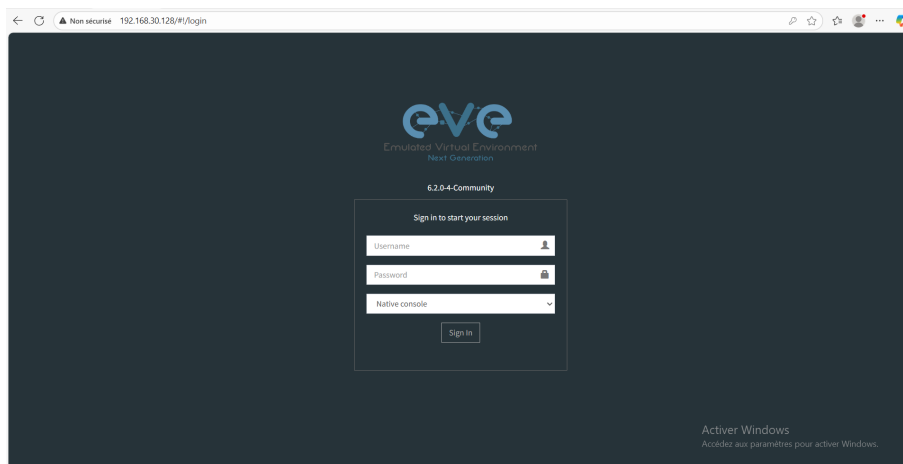 Non sécurisé 192.168.30.128/#!/login
eve
Emulated Virtual Environment
Next Generation
6.2.0-4-Community
Sign in to start your session
Username
Password
Native console
Sign In
Activer Windows
Accédez aux paramètres pour activer Windows.